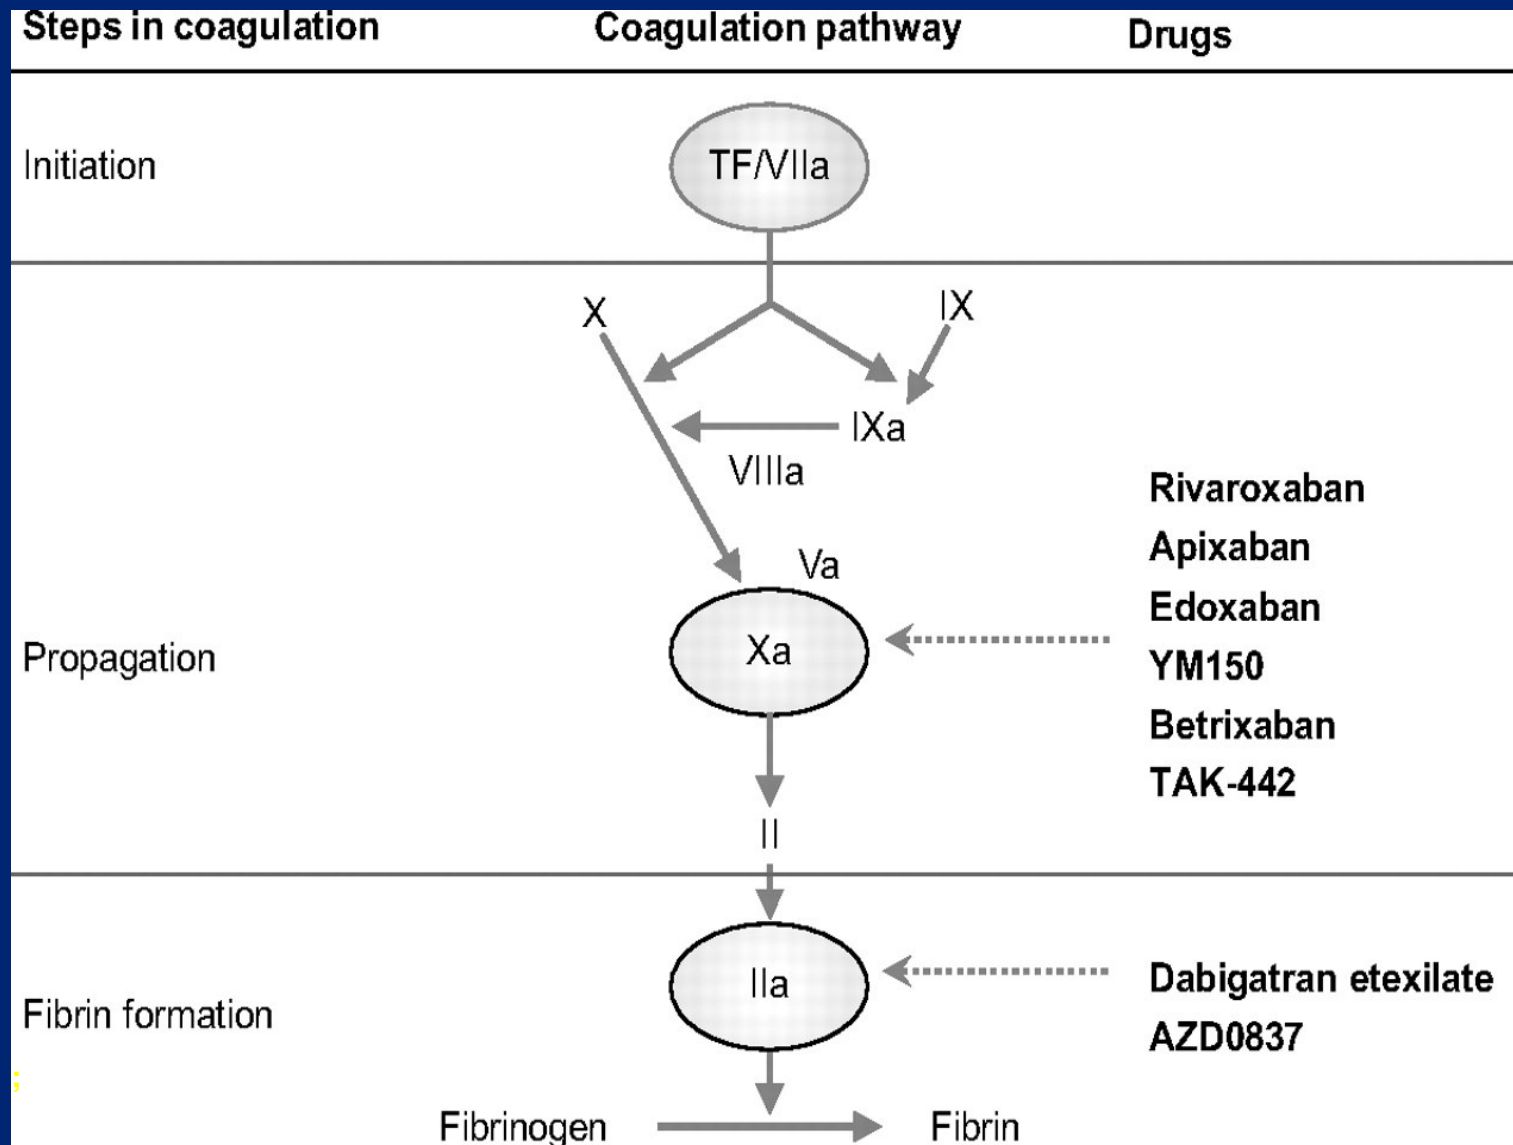 Steps in coagulation
Coagulation pathway
Drugs
Initiation
TF/VIIa
X
IX
IXa
VIIIa
Va
Propagation
Xa
Rivaroxaban
Apixaban
Edoxaban
YM150
Betrixaban
TAK-442
II
Fibrin formation
IIa
Dabigatran etexilate
AZD0837
;
Fibrinogen
Fibrin